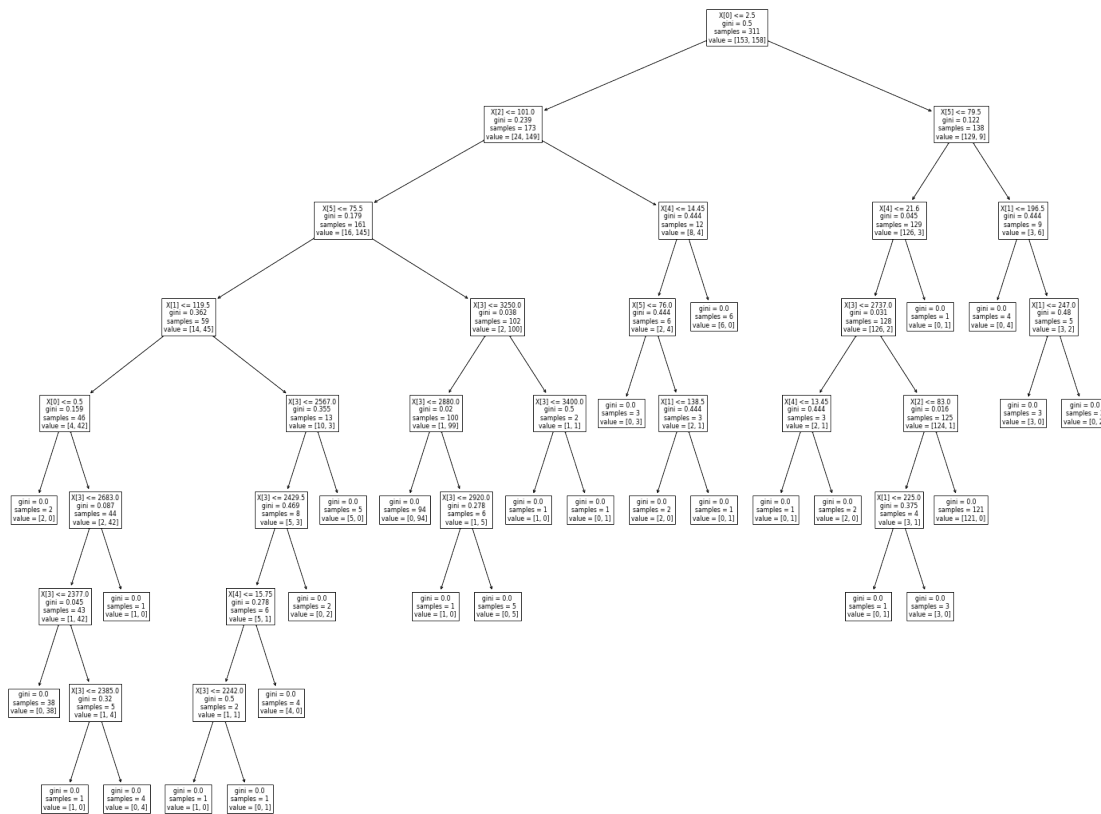 X[0] <= 2.5
gini = 0.5
samples = 311
value = [153, 158]
X[2] <= 101.0
gini = 0.239
samples = 173
value = [24, 149]
X[5] <= 79.5
gini = 0.122
samples = 138
value = [129, 9]
X[5] <= 75.5
gini = 0.179
samples = 161
value = [16, 145]
X[4] <= 14.45
gini = 0.444
samples = 12
value = [8, 4]
X[4] <= 21.6
gini = 0.045
samples = 129
value = [126, 3]
X[1] <= 196.5
gini = 0.444
samples = 9
value = [3, 6]
X[1] <= 119.5
gini = 0.362
samples = 59
value = [14, 45]
X[3] <= 3250.0
gini = 0.038
samples = 102
value = [2, 100]
X[5] <= 76.0
gini = 0.444
samples = 6
value = [2, 4]
gini = 0.0
samples = 6
value = [6, 0]
X[3] <= 2737.0
gini = 0.031
samples = 128
value = [126, 2]
gini = 0.0
samples = 1
value = [0, 1]
gini = 0.0
samples = 4
value = [0, 4]
X[1] <= 247.0
gini = 0.48
samples = 5
value = [3, 2]
X[0] <= 0.5
gini = 0.159
samples = 46
value = [4, 42]
X[3] <= 2567.0
gini = 0.355
samples = 13
value = [10, 3]
X[3] <= 2880.0
gini = 0.02
samples = 100
value = [1, 99]
X[3] <= 3400.0
gini = 0.5
samples = 2
value = [1, 1]
gini = 0.0
samples = 3
value = [0, 3]
X[1] <= 138.5
gini = 0.444
samples = 3
value = [2, 1]
X[4] <= 13.45
gini = 0.444
samples = 3
value = [2, 1]
X[2] <= 83.0
gini = 0.016
samples = 125
value = [124, 1]
gini = 0.0
samples = 3
value = [3, 0]
gini = 0.0
samples =
value = [0, 2
gini = 0.0
samples = 2
value = [2, 0]
X[3] <= 2683.0
gini = 0.087
samples = 44
value = [2, 42]
X[3] <= 2429.5
gini = 0.469
samples = 8
value = [5, 3]
gini = 0.0
samples = 5
value = [5, 0]
gini = 0.0
samples = 94
value = [0, 94]
X[3] <= 2920.0
gini = 0.278
samples = 6
value = [1, 5]
gini = 0.0
samples = 1
value = [1, 0]
gini = 0.0
samples = 1
value = [0, 1]
gini = 0.0
samples = 2
value = [2, 0]
gini = 0.0
samples = 1
value = [0, 1]
gini = 0.0
samples = 1
value = [0, 1]
gini = 0.0
samples = 2
value = [2, 0]
X[1] <= 225.0
gini = 0.375
samples = 4
value = [3, 1]
gini = 0.0
samples = 121
value = [121, 0]
X[3] <= 2377.0
gini = 0.045
samples = 43
value = [1, 42]
gini = 0.0
samples = 1
value = [1, 0]
X[4] <= 15.75
gini = 0.278
samples = 6
value = [5, 1]
gini = 0.0
samples = 2
value = [0, 2]
gini = 0.0
samples = 1
value = [1, 0]
gini = 0.0
samples = 5
value = [0, 5]
gini = 0.0
samples = 1
value = [0, 1]
gini = 0.0
samples = 3
value = [3, 0]
gini = 0.0
samples = 38
value = [0, 38]
X[3] <= 2385.0
gini = 0.32
samples = 5
value = [1, 4]
X[3] <= 2242.0
gini = 0.5
samples = 2
value = [1, 1]
gini = 0.0
samples = 4
value = [4, 0]
gini = 0.0
samples = 1
value = [1, 0]
gini = 0.0
samples = 4
value = [0, 4]
gini = 0.0
samples = 1
value = [1, 0]
gini = 0.0
samples = 1
value = [0, 1]